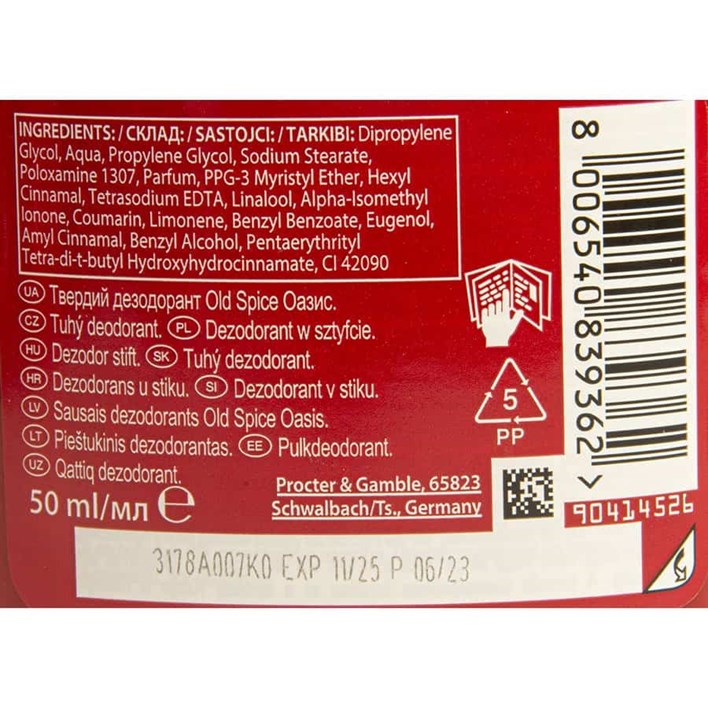 INGREDIENTS: / СКЛАД: / SASTOJCI: / TARKIBI: Dipropylene
Glycol, Aqua, Propylene Glycol, Sodium Stearate,
Poloxamine 1307, Parfum, PPG-3 Myristyl Ether, Hexyl
Cinnamal, Tetrasodium EDTA, Linalool, Alpha-Isomethyl
Ionone, Coumarin, Limonene, Benzyl Benzoate, Eugenol,
Amyl Cinnamal, Benzyl Alcohol, Pentaerythrityl
Tetra-di-t-butyl Hydroxyhydrocinnamate, CI 42090
UA Твердий дезодорант Old Spice Оазис.
CZ Tuhý deodorant. PL Dezodorant w sztyfcie.
HU Dezodor stift. SK Tuhý dezodorant.
HR Dezodorans u stiku. SI Dezodorant v stiku.
LV Sausais dezodorants Old Spice Oasis.
LT Pieštukinis dezodorantas. EE Pulkdeodorant.
UZ Qattiq dezodorant.
50 ml/мл e
Procter & Gamble, 65823
Schwalbach/Ts., Germany
5
PP
8 006540 839362 >
90414526
3178A007K0 EXP 11/25 P 06/23